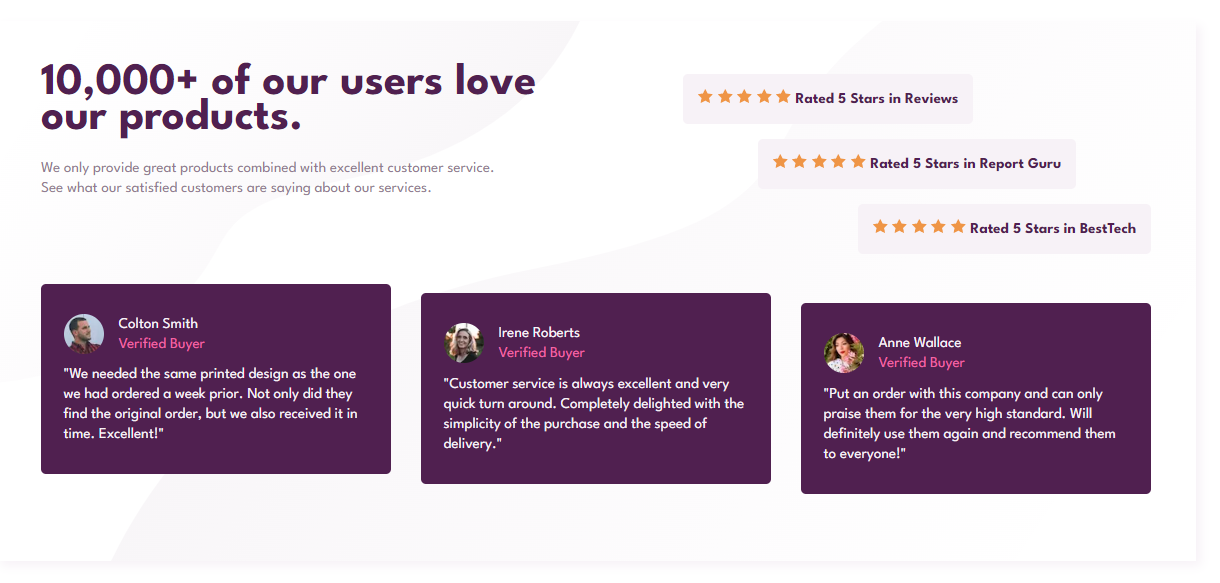 10,000+ of our users love
our products.
We only provide great products combined with excellent customer service.
See what our satisfied customers are saying about our services.
Rated 5 Stars in Reviews
Rated 5 Stars in Report Guru
Rated 5 Stars in BestTech
Colton Smith
Verified Buyer
"We needed the same printed design as the one
we had ordered a week prior. Not only did they
find the original order, but we also received it in
time. Excellent!"
Irene Roberts
Verified Buyer
"Customer service is always excellent and very
quick turn around. Completely delighted with the
simplicity of the purchase and the speed of
delivery."
Anne Wallace
Verified Buyer
"Put an order with this company and can only
praise them for the very high standard. Will
definitely use them again and recommend them
to everyone!"